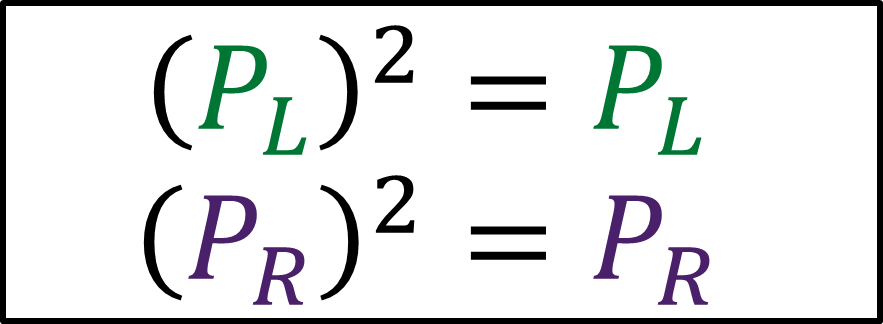 (P_L)² = P_L
(P_R)² = P_R